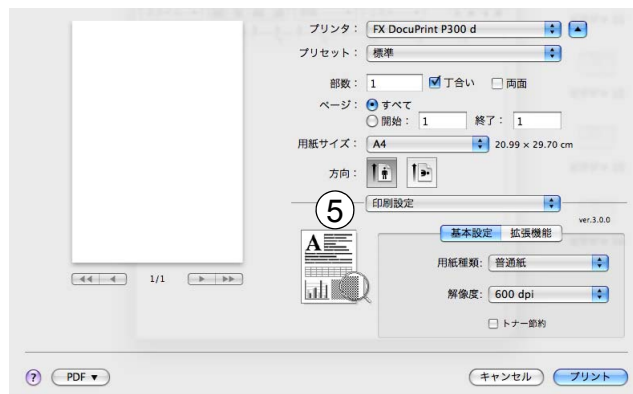 プリンタ： FX DocuPrint P300 d
プリセット： 標準
部数： 1 丁合い 両面
ページ： すべて
開始： 1 終了： 1
用紙サイズ： A4 20.99 × 29.70 cm
方向：
印刷設定
5
ver.3.0.0
基本設定 拡張機能
A
用紙種類： 普通紙
解像度： 600 dpi
トナー節約
1/1
? PDF キャンセル プリント